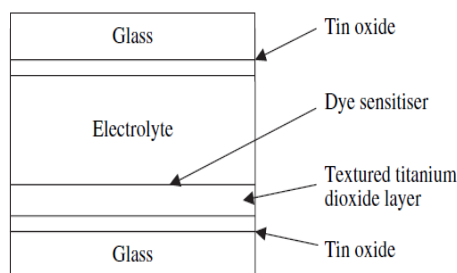 Glass
Tin oxide
Dye sensitiser
Electrolyte
Textured titanium
dioxide layer
Tin oxide
Glass